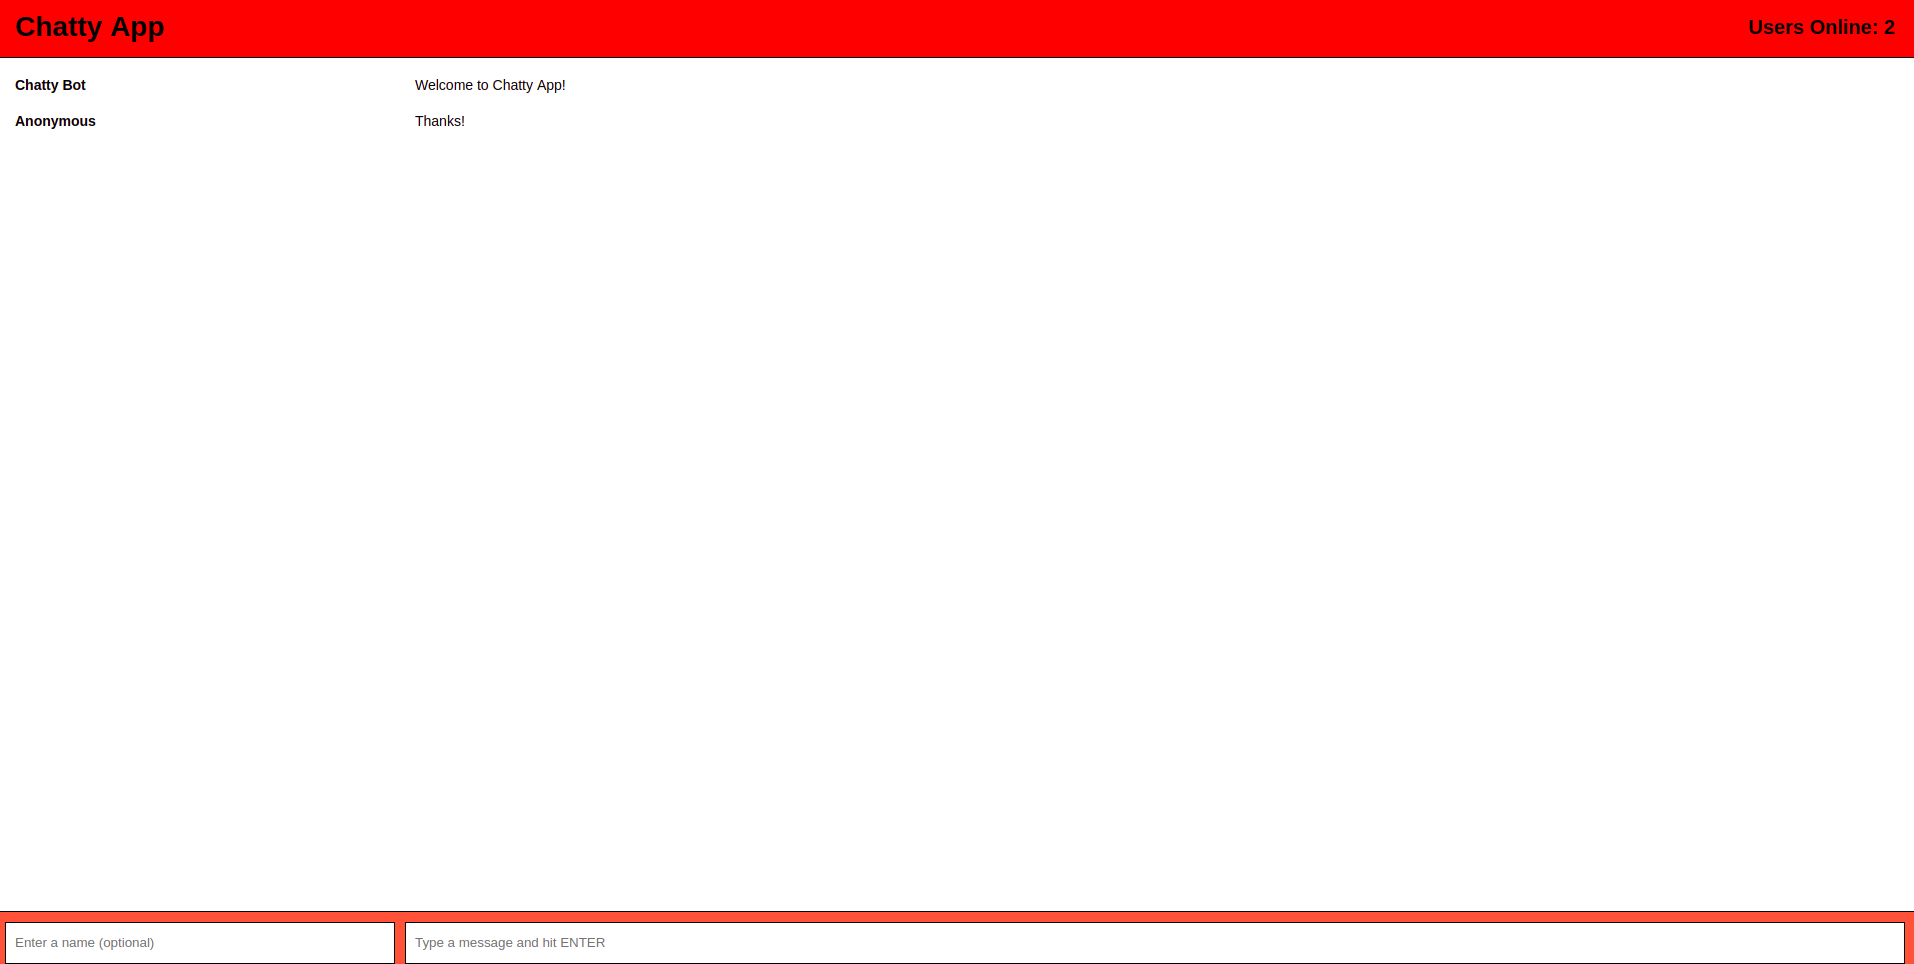 Chatty App
Users Online: 2
Chatty Bot Welcome to Chatty App!
Anonymous Thanks!
Enter a name (optional) Type a message and hit ENTER